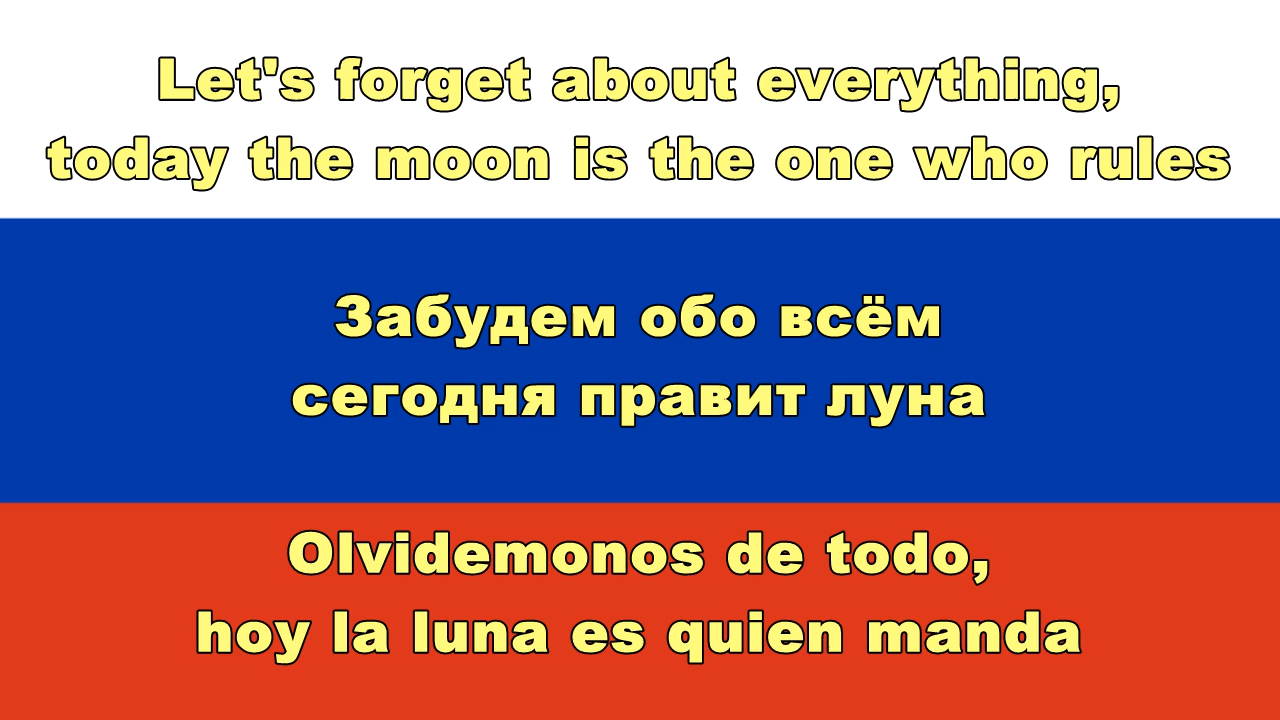 Let's forget about everything,
today the moon is the one who rules
Забудем обо всём
сегодня правит луна
Olvidemonos de todo,
hoy la luna es quien manda